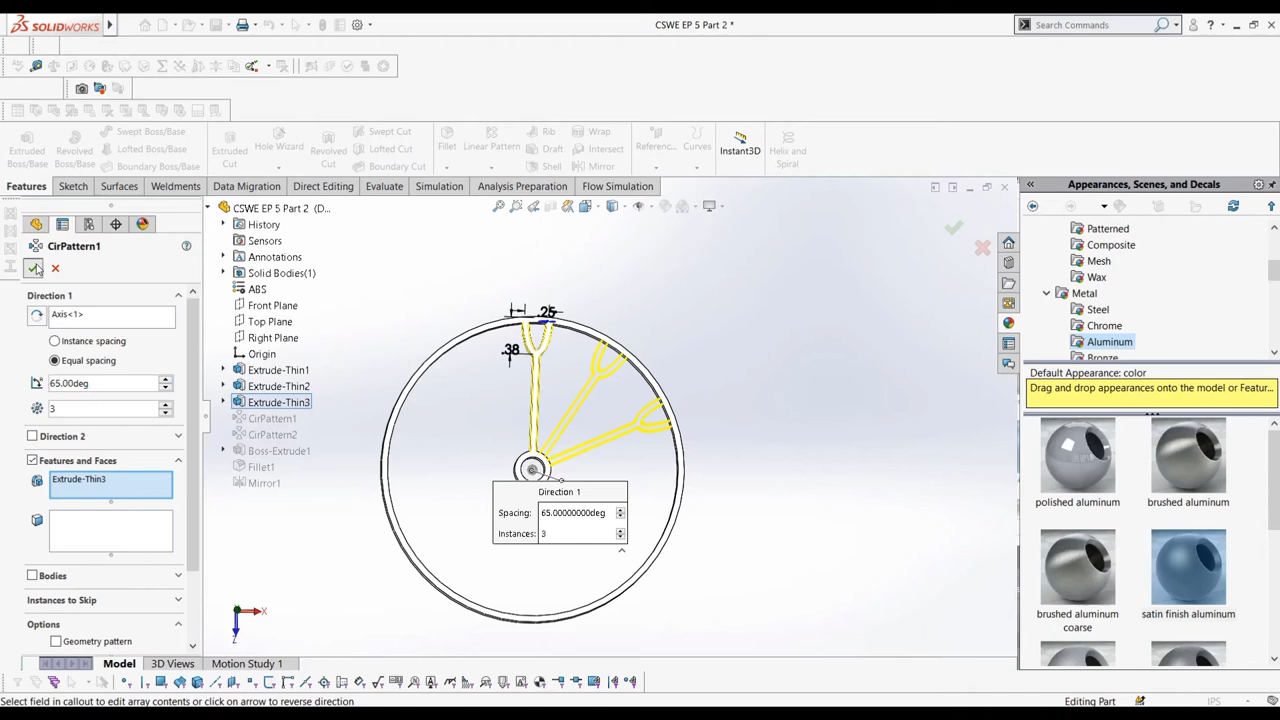 SOLIDWORKS
CSWE EP 5 Part 2 *
Search Commands
Extruded Boss/Base
Revolved Boss/Base
Swept Boss/Base
Lofted Boss/Base
Boundary Boss/Base
Extruded Cut
Hole Wizard
Revolved Cut
Swept Cut
Lofted Cut
Boundary Cut
Fillet
Linear Pattern
Rib
Draft
Shell
Wrap
Intersect
Mirror
Referenc...
Curves
Instant3D
Helix and Spiral
Features
Sketch
Surfaces
Weldments
Data Migration
Direct Editing
Evaluate
Simulation
Analysis Preparation
Flow Simulation
CirPattern1
Direction 1
Axis<1>
Instance spacing
Equal spacing
65.00deg
3
Direction 2
Features and Faces
Extrude-Thin3
Bodies
Instances to Skip
Options
Geometry pattern
CSWE EP 5 Part 2 (D...
History
Sensors
Annotations
Solid Bodies(1)
ABS
Front Plane
Top Plane
Right Plane
Origin
Extrude-Thin1
Extrude-Thin2
Extrude-Thin3
CirPattern1
CirPattern2
Boss-Extrude1
Fillet1
Mirror1
.25
.38
Direction 1
Spacing: 65.00000000deg
Instances: 3
X
Z
Appearances, Scenes, and Decals
Patterned
Composite
Mesh
Wax
Metal
Steel
Chrome
Aluminum
Bronze
Default Appearance: color
Drag and drop appearances onto the model or Featur...
polished aluminum
brushed aluminum
brushed aluminum coarse
satin finish aluminum
Model
3D Views
Motion Study 1
Select field in callout to edit array contents or click on arrow to reverse direction
Editing Part
IPS